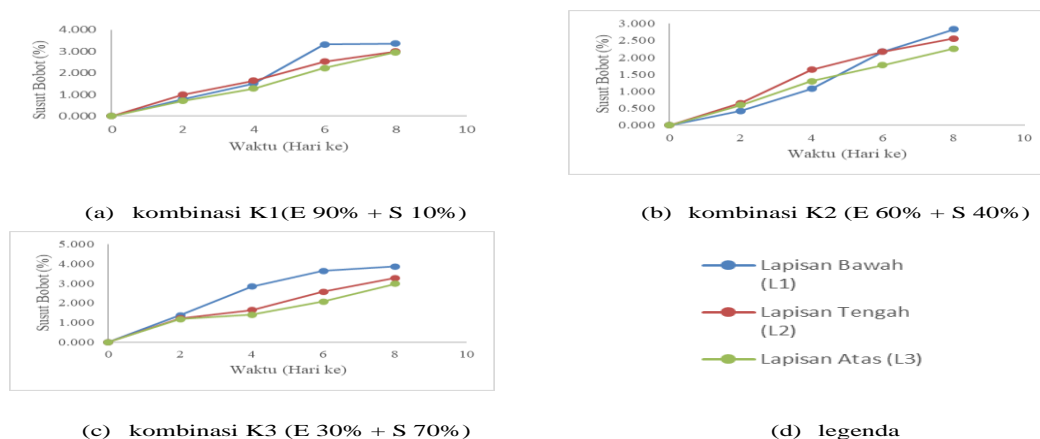 4.000
3.000
2.000
1.000
0.000
Susut Bobot (%)
0 2 4 6 8 10
Waktu (Hari ke)
(a) kombinasi K1(E 90% + S 10%)
3.000
2.500
2.000
1.500
1.000
0.500
0.000
Susut Bobot (%)
0 2 4 6 8 10
Waktu (Hari ke)
(b) kombinasi K2 (E 60% + S 40%)
5.000
4.000
3.000
2.000
1.000
0.000
Susut Bobot (%)
0 2 4 6 8 10
Waktu (Hari ke)
(c) kombinasi K3 (E 30% + S 70%)
Lapisan Bawah
(L1)
Lapisan Tengah
(L2)
Lapisan Atas (L3)
(d) legenda